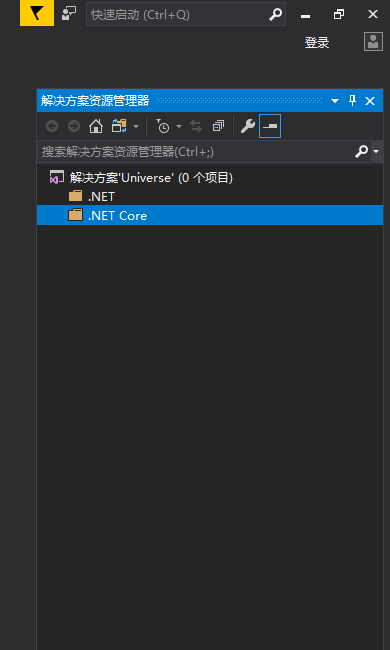 快速启动 (Ctrl+Q)
登录
解决方案资源管理器
搜索解决方案资源管理器(Ctrl+;)
解决方案'Universe' (0 个项目)
.NET
.NET Core